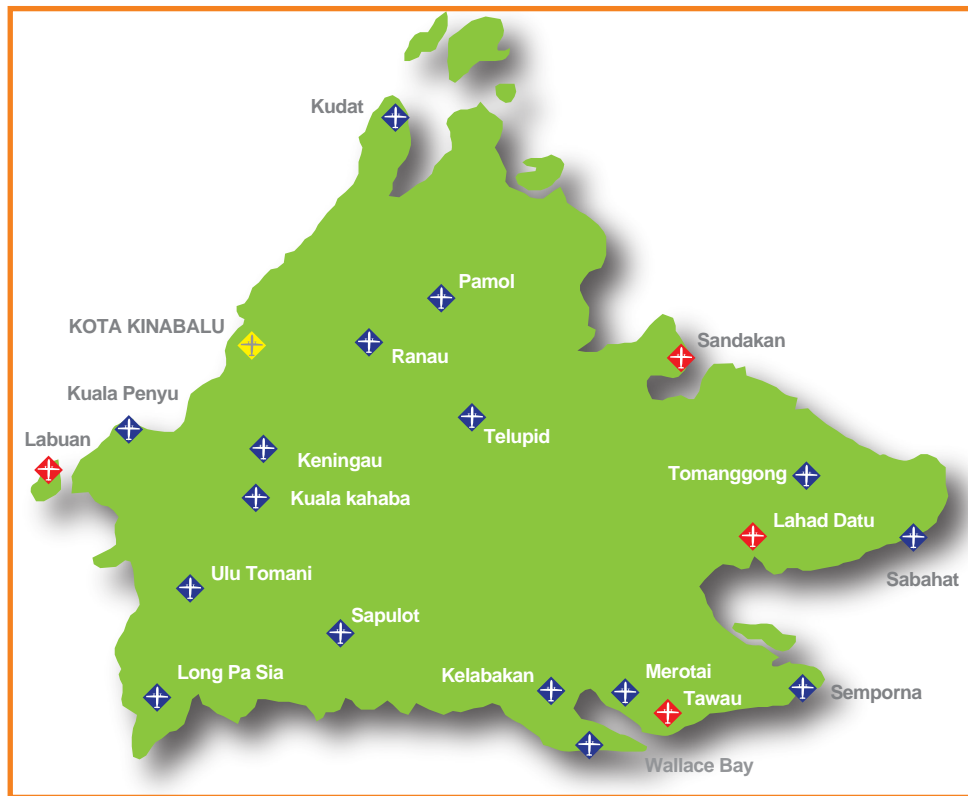 Kudat
Pamol
KOTA KINABALU
Ranau
Sandakan
Kuala Penyu
Telupid
Labuan
Keningau
Tomanggong
Kuala kahaba
Lahad Datu
Ulu Tomani
Sabahat
Sapulot
Long Pa Sia
Kelabakan
Merotai
Semporna
Tawau
Wallace Bay